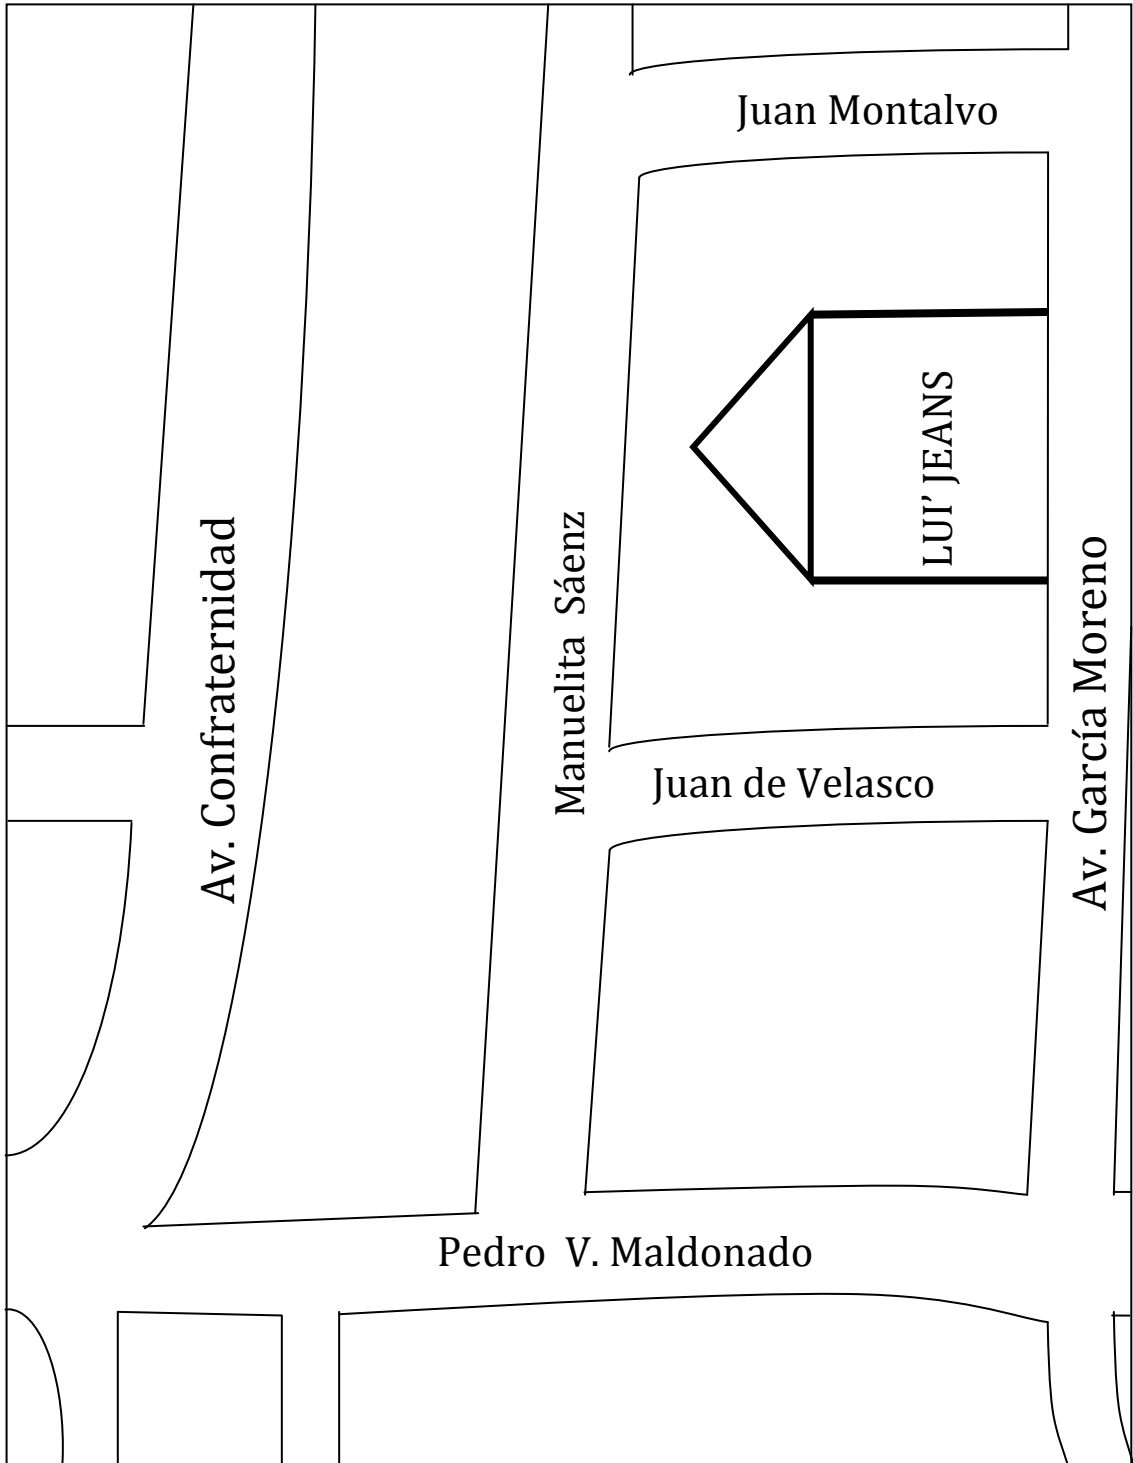 Juan Montalvo
LUI’ JEANS
Av. Confraternidad
Manuelita Sáenz
Av. García Moreno
Juan de Velasco
Pedro V. Maldonado